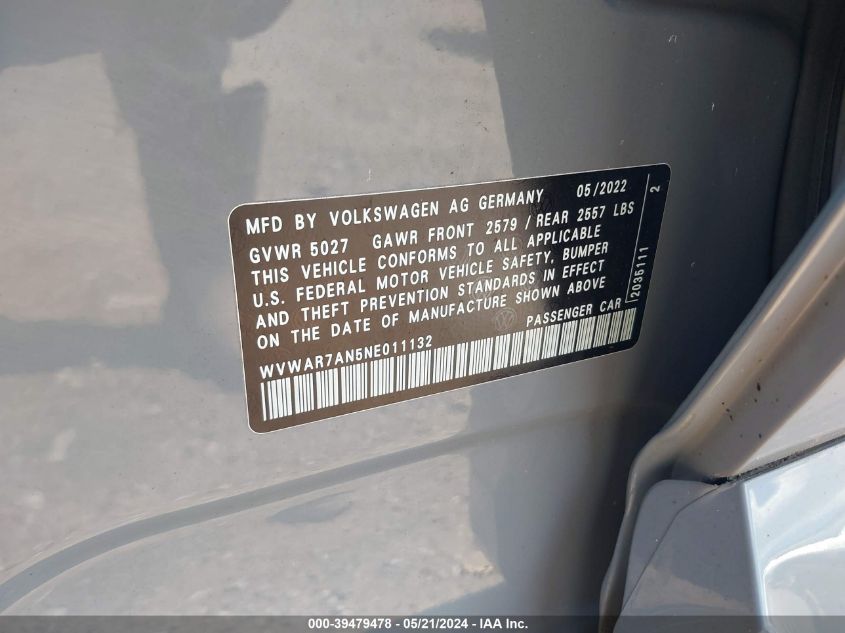 MFD BY VOLKSWAGEN AG GERMANY 05/2022
GVWR 5027 GAWR FRONT 2579 / REAR 2557 LBS
THIS VEHICLE CONFORMS TO ALL APPLICABLE
U.S. FEDERAL MOTOR VEHICLE SAFETY, BUMPER
AND THEFT PREVENTION STANDARDS IN EFFECT
ON THE DATE OF MANUFACTURE SHOWN ABOVE
PASSENGER CAR
WVWAR7AN5NE011132
2035111 2
000-39479478 - 05/21/2024 - IAA Inc.